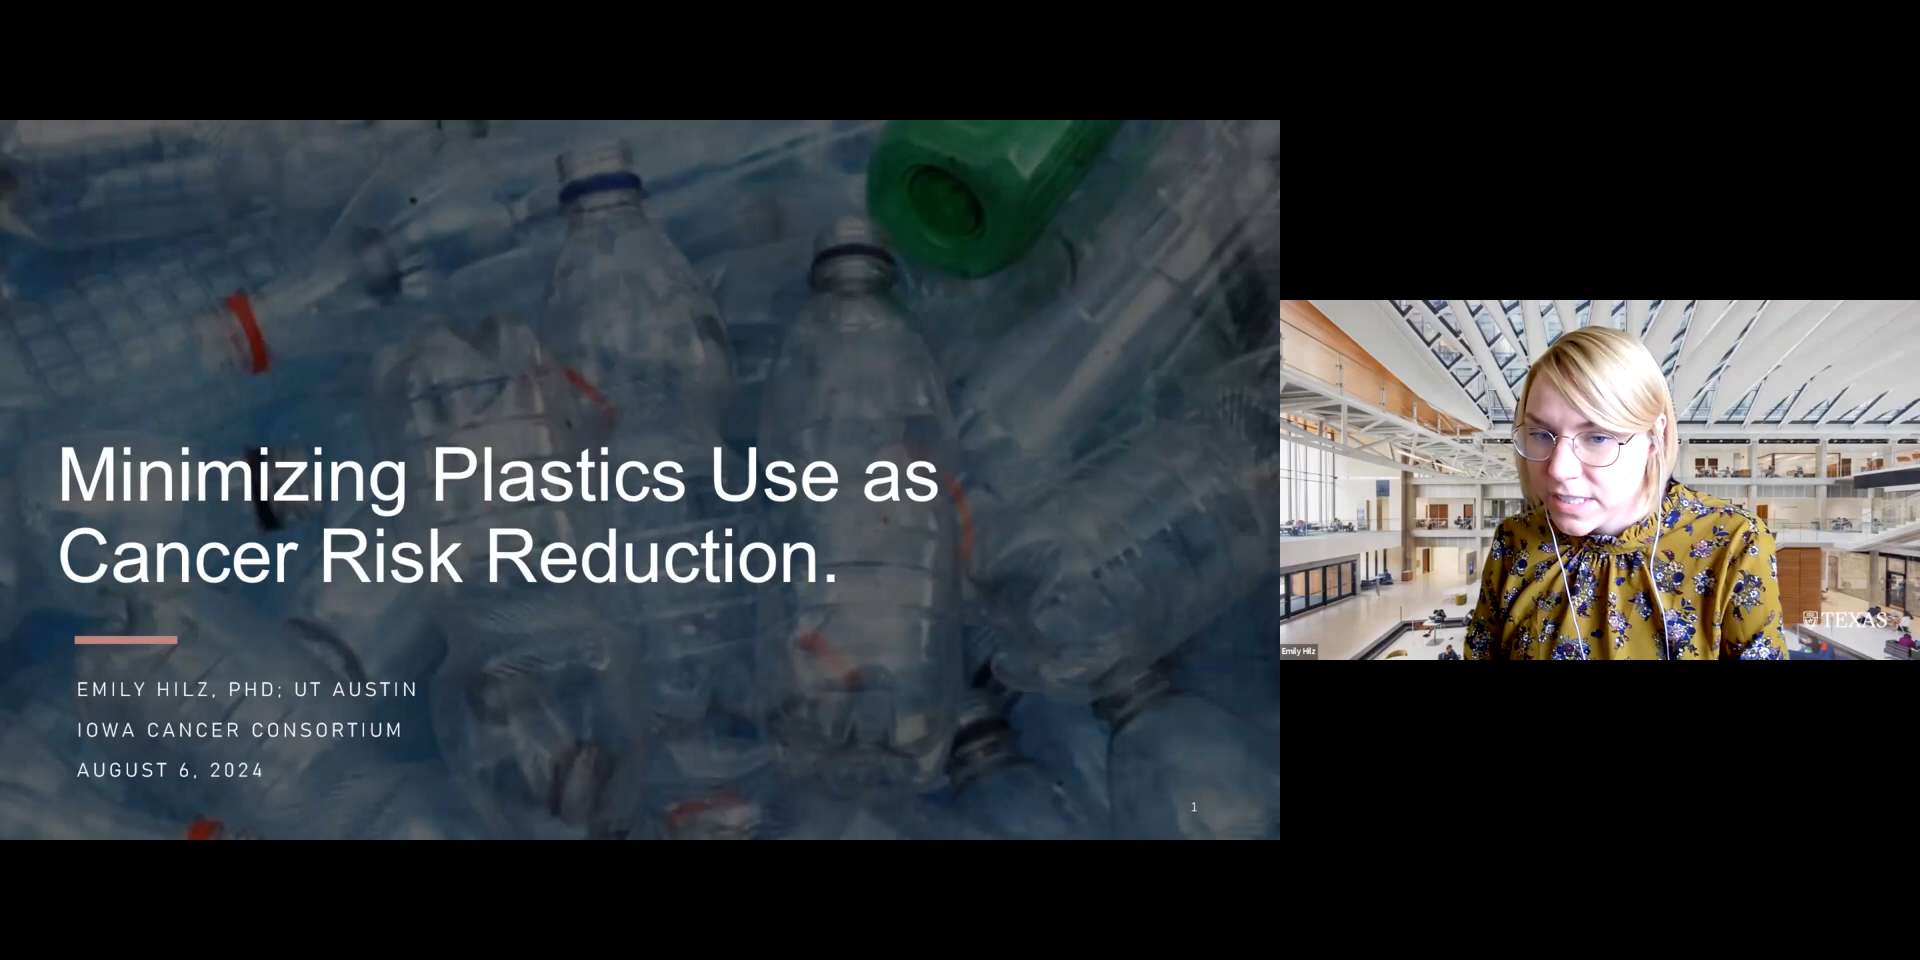 Minimizing Plastics Use as
Cancer Risk Reduction.
EMILY HILZ, PHD; UT AUSTIN
IOWA CANCER CONSORTIUM
AUGUST 6, 2024
1
TEXAS
Emily Hilz